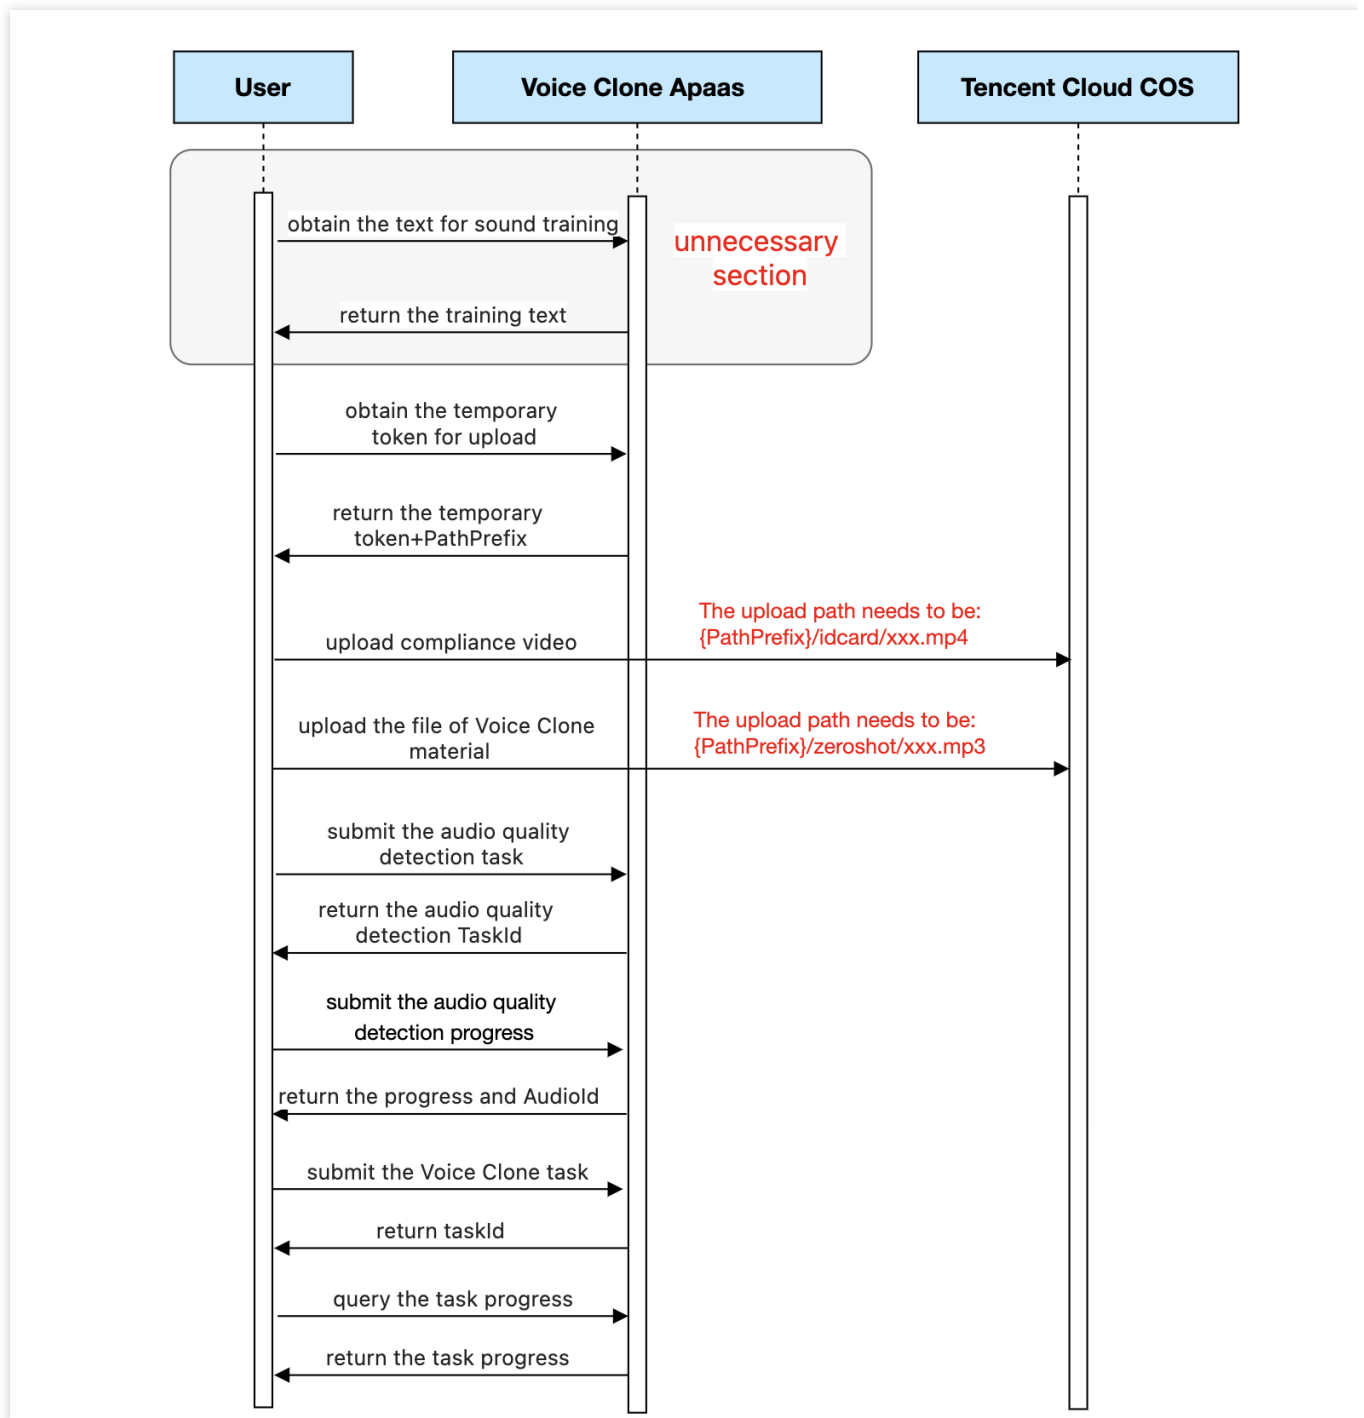 User
Voice Clone Apaas
Tencent Cloud COS
obtain the text for sound training
unnecessary
section
return the training text
obtain the temporary
token for upload
return the temporary
token+PathPrefix
The upload path needs to be:
{PathPrefix}/idcard/xxx.mp4
upload compliance video
The upload path needs to be:
{PathPrefix}/zeroshot/xxx.mp3
upload the file of Voice Clone
material
submit the audio quality
detection task
return the audio quality
detection TaskId
submit the audio quality
detection progress
return the progress and AudioId
submit the Voice Clone task
return taskId
query the task progress
return the task progress